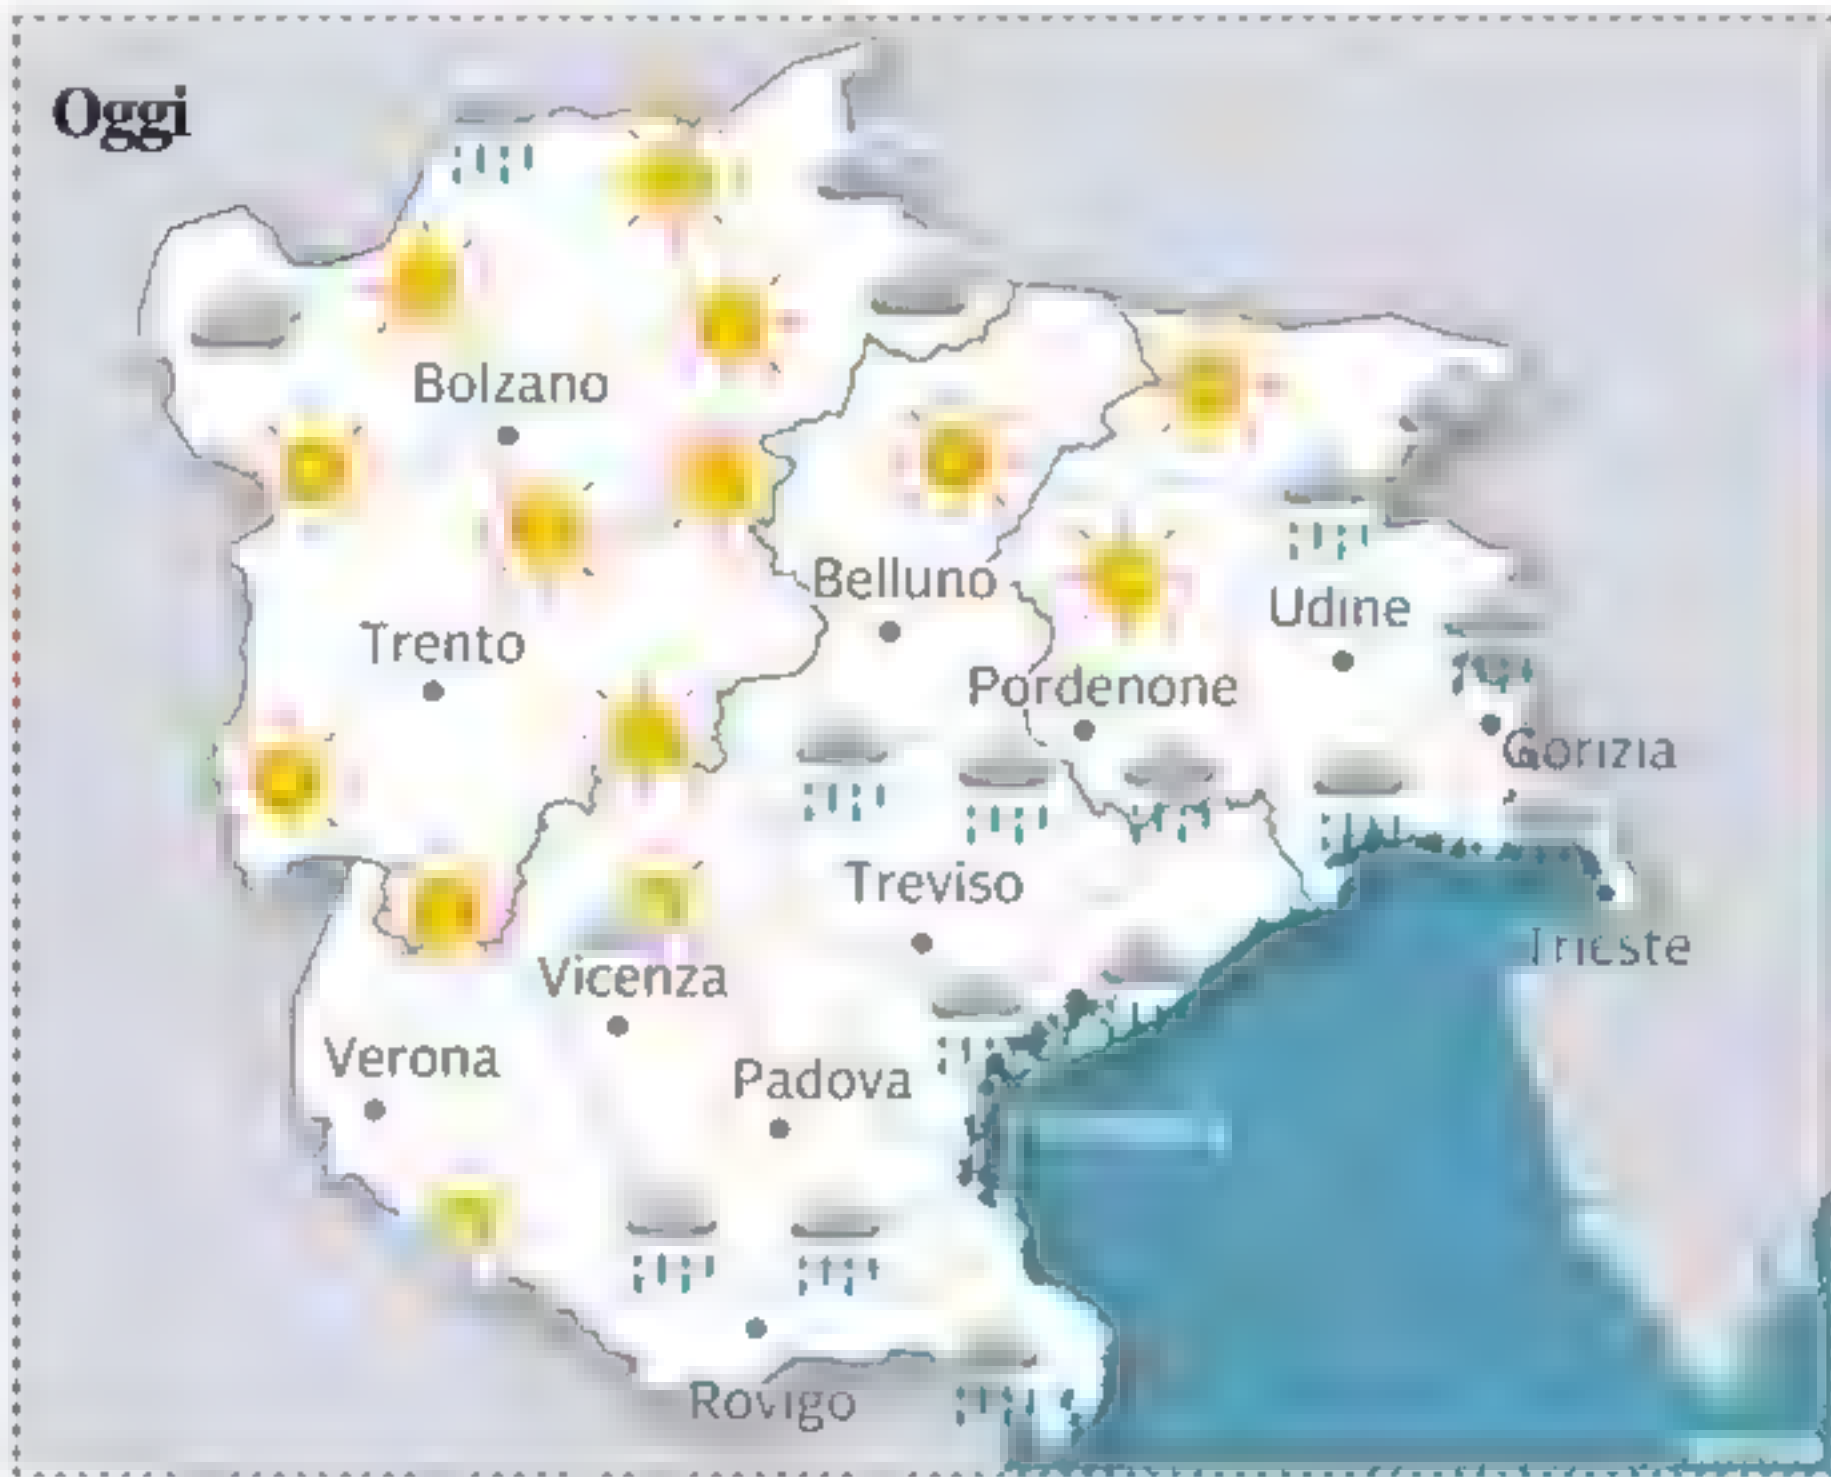 Oggi
Bolzano
Belluno
Udine
Trento
Pordenone
Gorizia
Treviso
Trieste
Vicenza
Verona
Padova
Rovigo